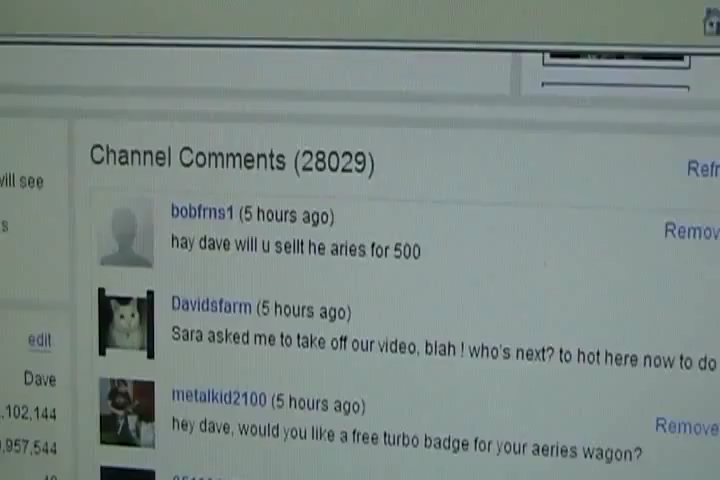 Channel Comments (28029)
Refr
vill see
s
bobfrns1 (5 hours ago)
Remov
hay dave will u sellt he aries for 500
Davidsfarm (5 hours ago)
Sara asked me to take off our video, blah ! who's next? to hot here now to do
edit
Dave
,102,144
,957,544
metalkid2100 (5 hours ago)
Remove
hey dave, would you like a free turbo badge for your aeries wagon?